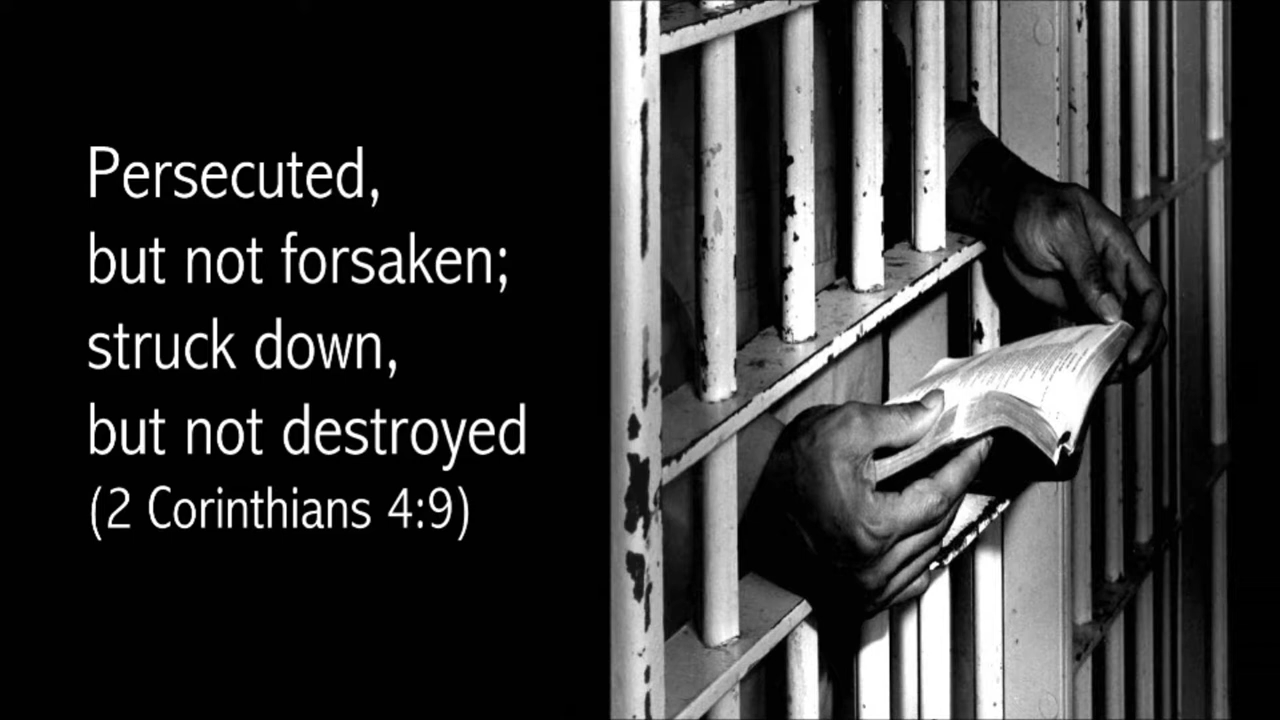 Persecuted,
but not forsaken;
struck down,
but not destroyed
(2 Corinthians 4:9)